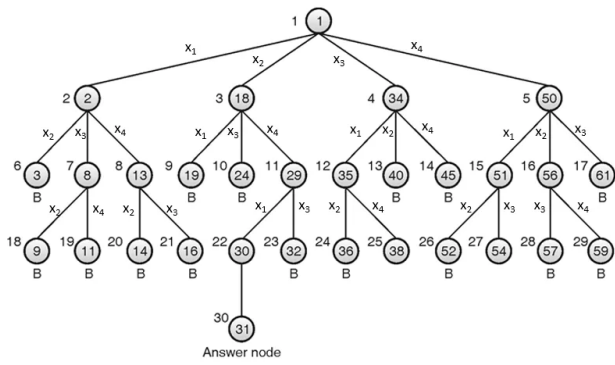 1 1
x₁ x₂ x₃ x₄
2 2 3 18 4 34 5 50
x₂ x₃ x₄ x₁ x₃ x₄ x₁ x₂ x₄ x₁ x₂ x₃
6 3 7 8 8 13 9 19 10 24 11 29 12 35 13 40 14 45 15 51 16 56 17 61
B B B B B B
x₂ x₄ x₂ x₃ x₁ x₃ x₂ x₄ x₂ x₃ x₃ x₄
18 9 19 11 20 14 21 16 22 30 23 32 24 36 25 38 26 52 27 54 28 57 29 59
B B B B B B B B B
30 31
Answer node